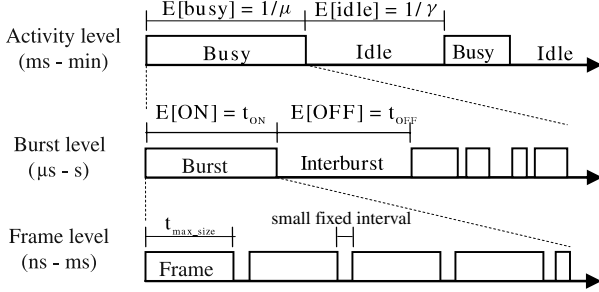 E[busy] = 1/μ E[idle] = 1/γ
Activity level
(ms - min)
Busy Idle Busy Idle
E[ON] = t_ON E[OFF] = t_OFF
Burst level
(μs - s)
Burst Interburst
t_max_size small fixed interval
Frame level
(ns - ms)
Frame